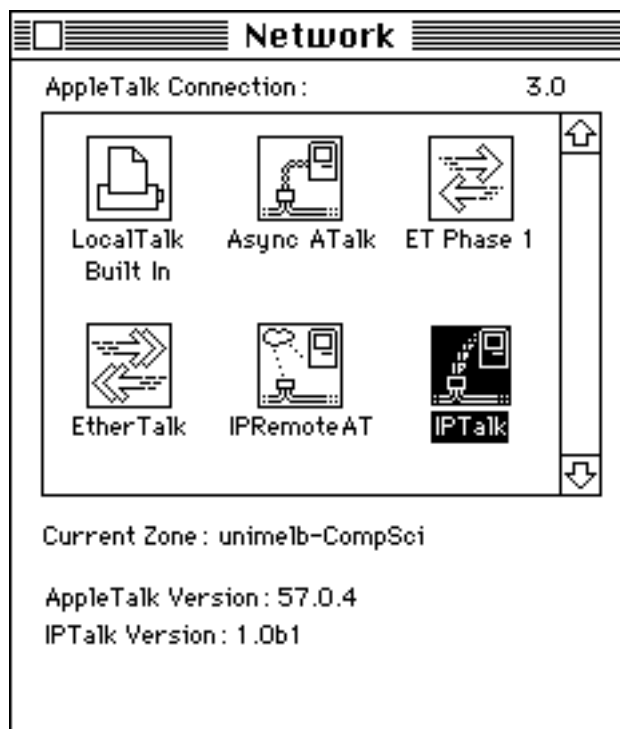 Network
AppleTalk Connection: 3.0
LocalTalk Built In
Async ATalk
ET Phase 1
EtherTalk
IPRemoteAT
IPTalk
Current Zone: unimelb-CompSci
AppleTalk Version: 57.0.4
IPTalk Version: 1.0b1